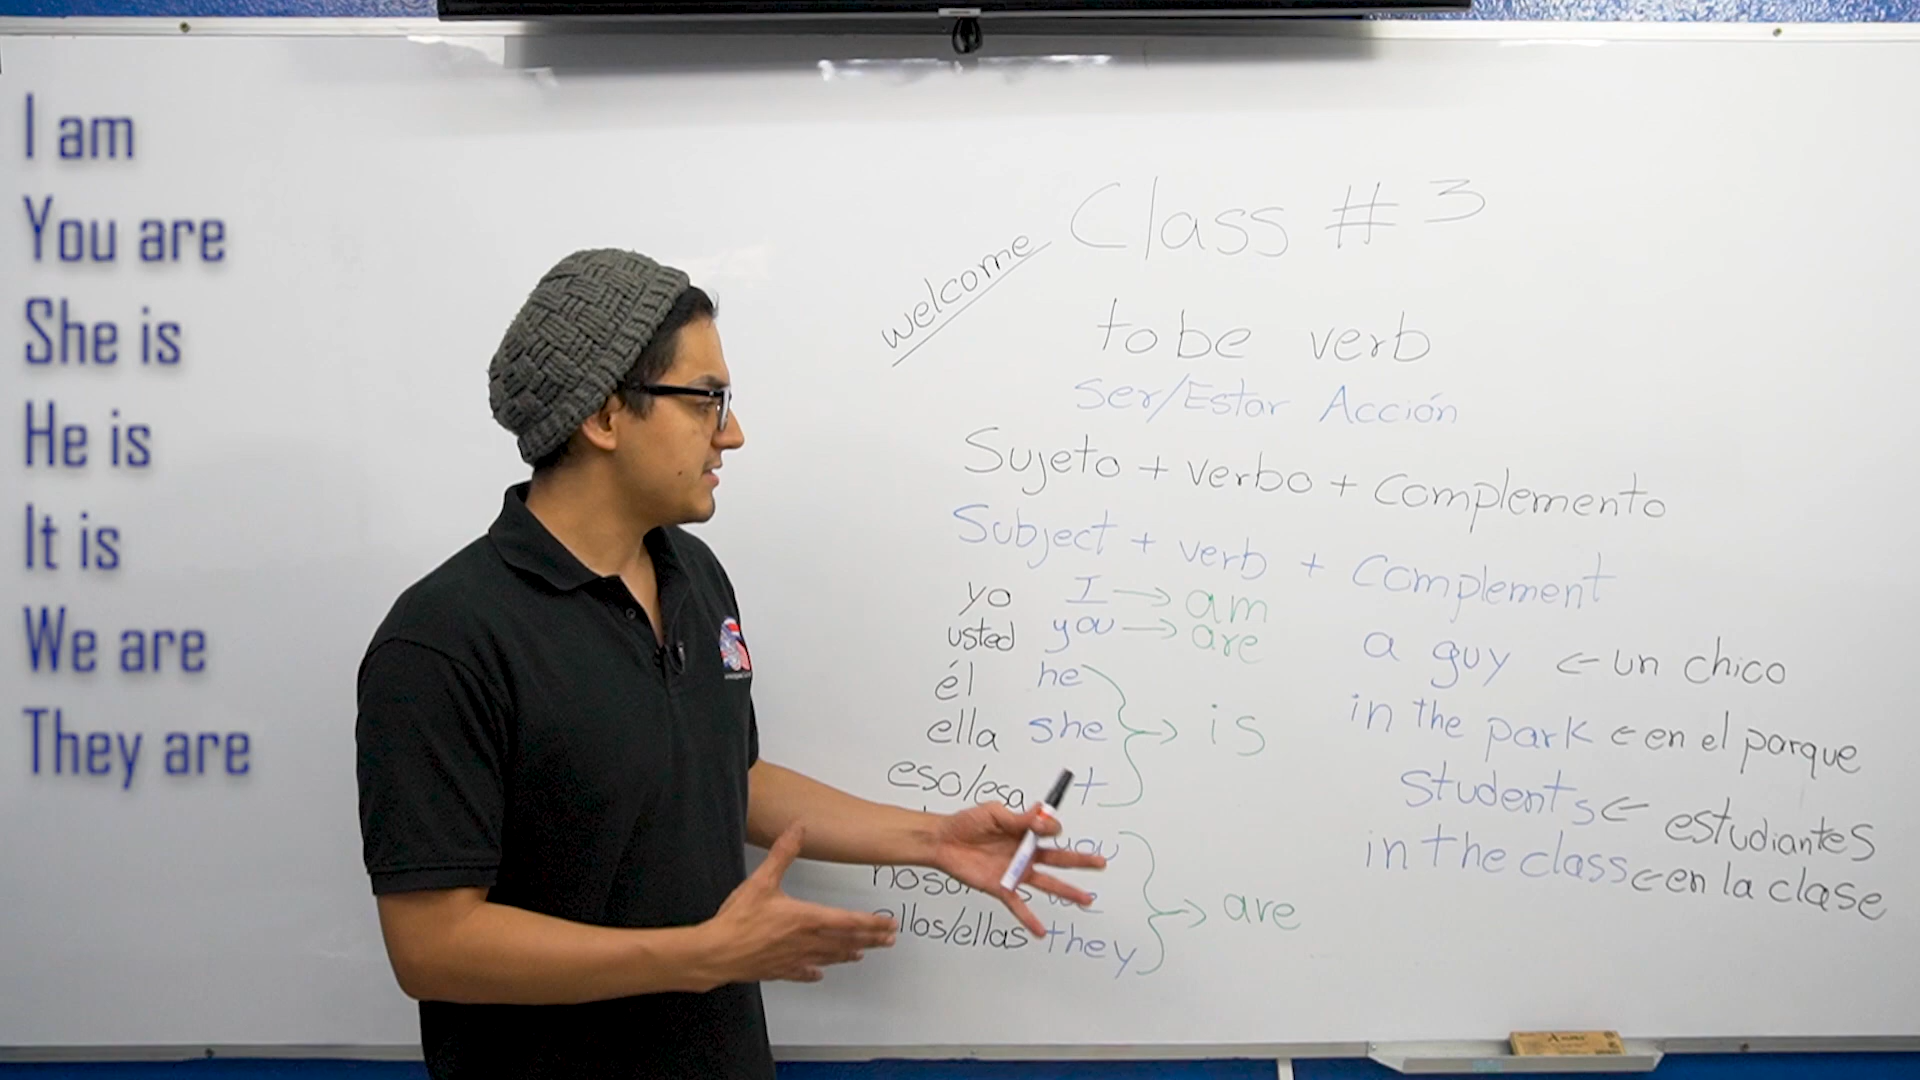 I am
You are
She is
He is
It is
We are
They are
welcome
Class # 3
to be verb
Ser/Estar Acción
Sujeto + verbo + Complemento
Subject + verb + Complement
yo I → am
usted you → are
él he
ella she → is
eso/esa
you
ellos/ellas they → are
a guy ← un chico
in the park ← en el parque
students ← estudiantes
in the class ← en la clase